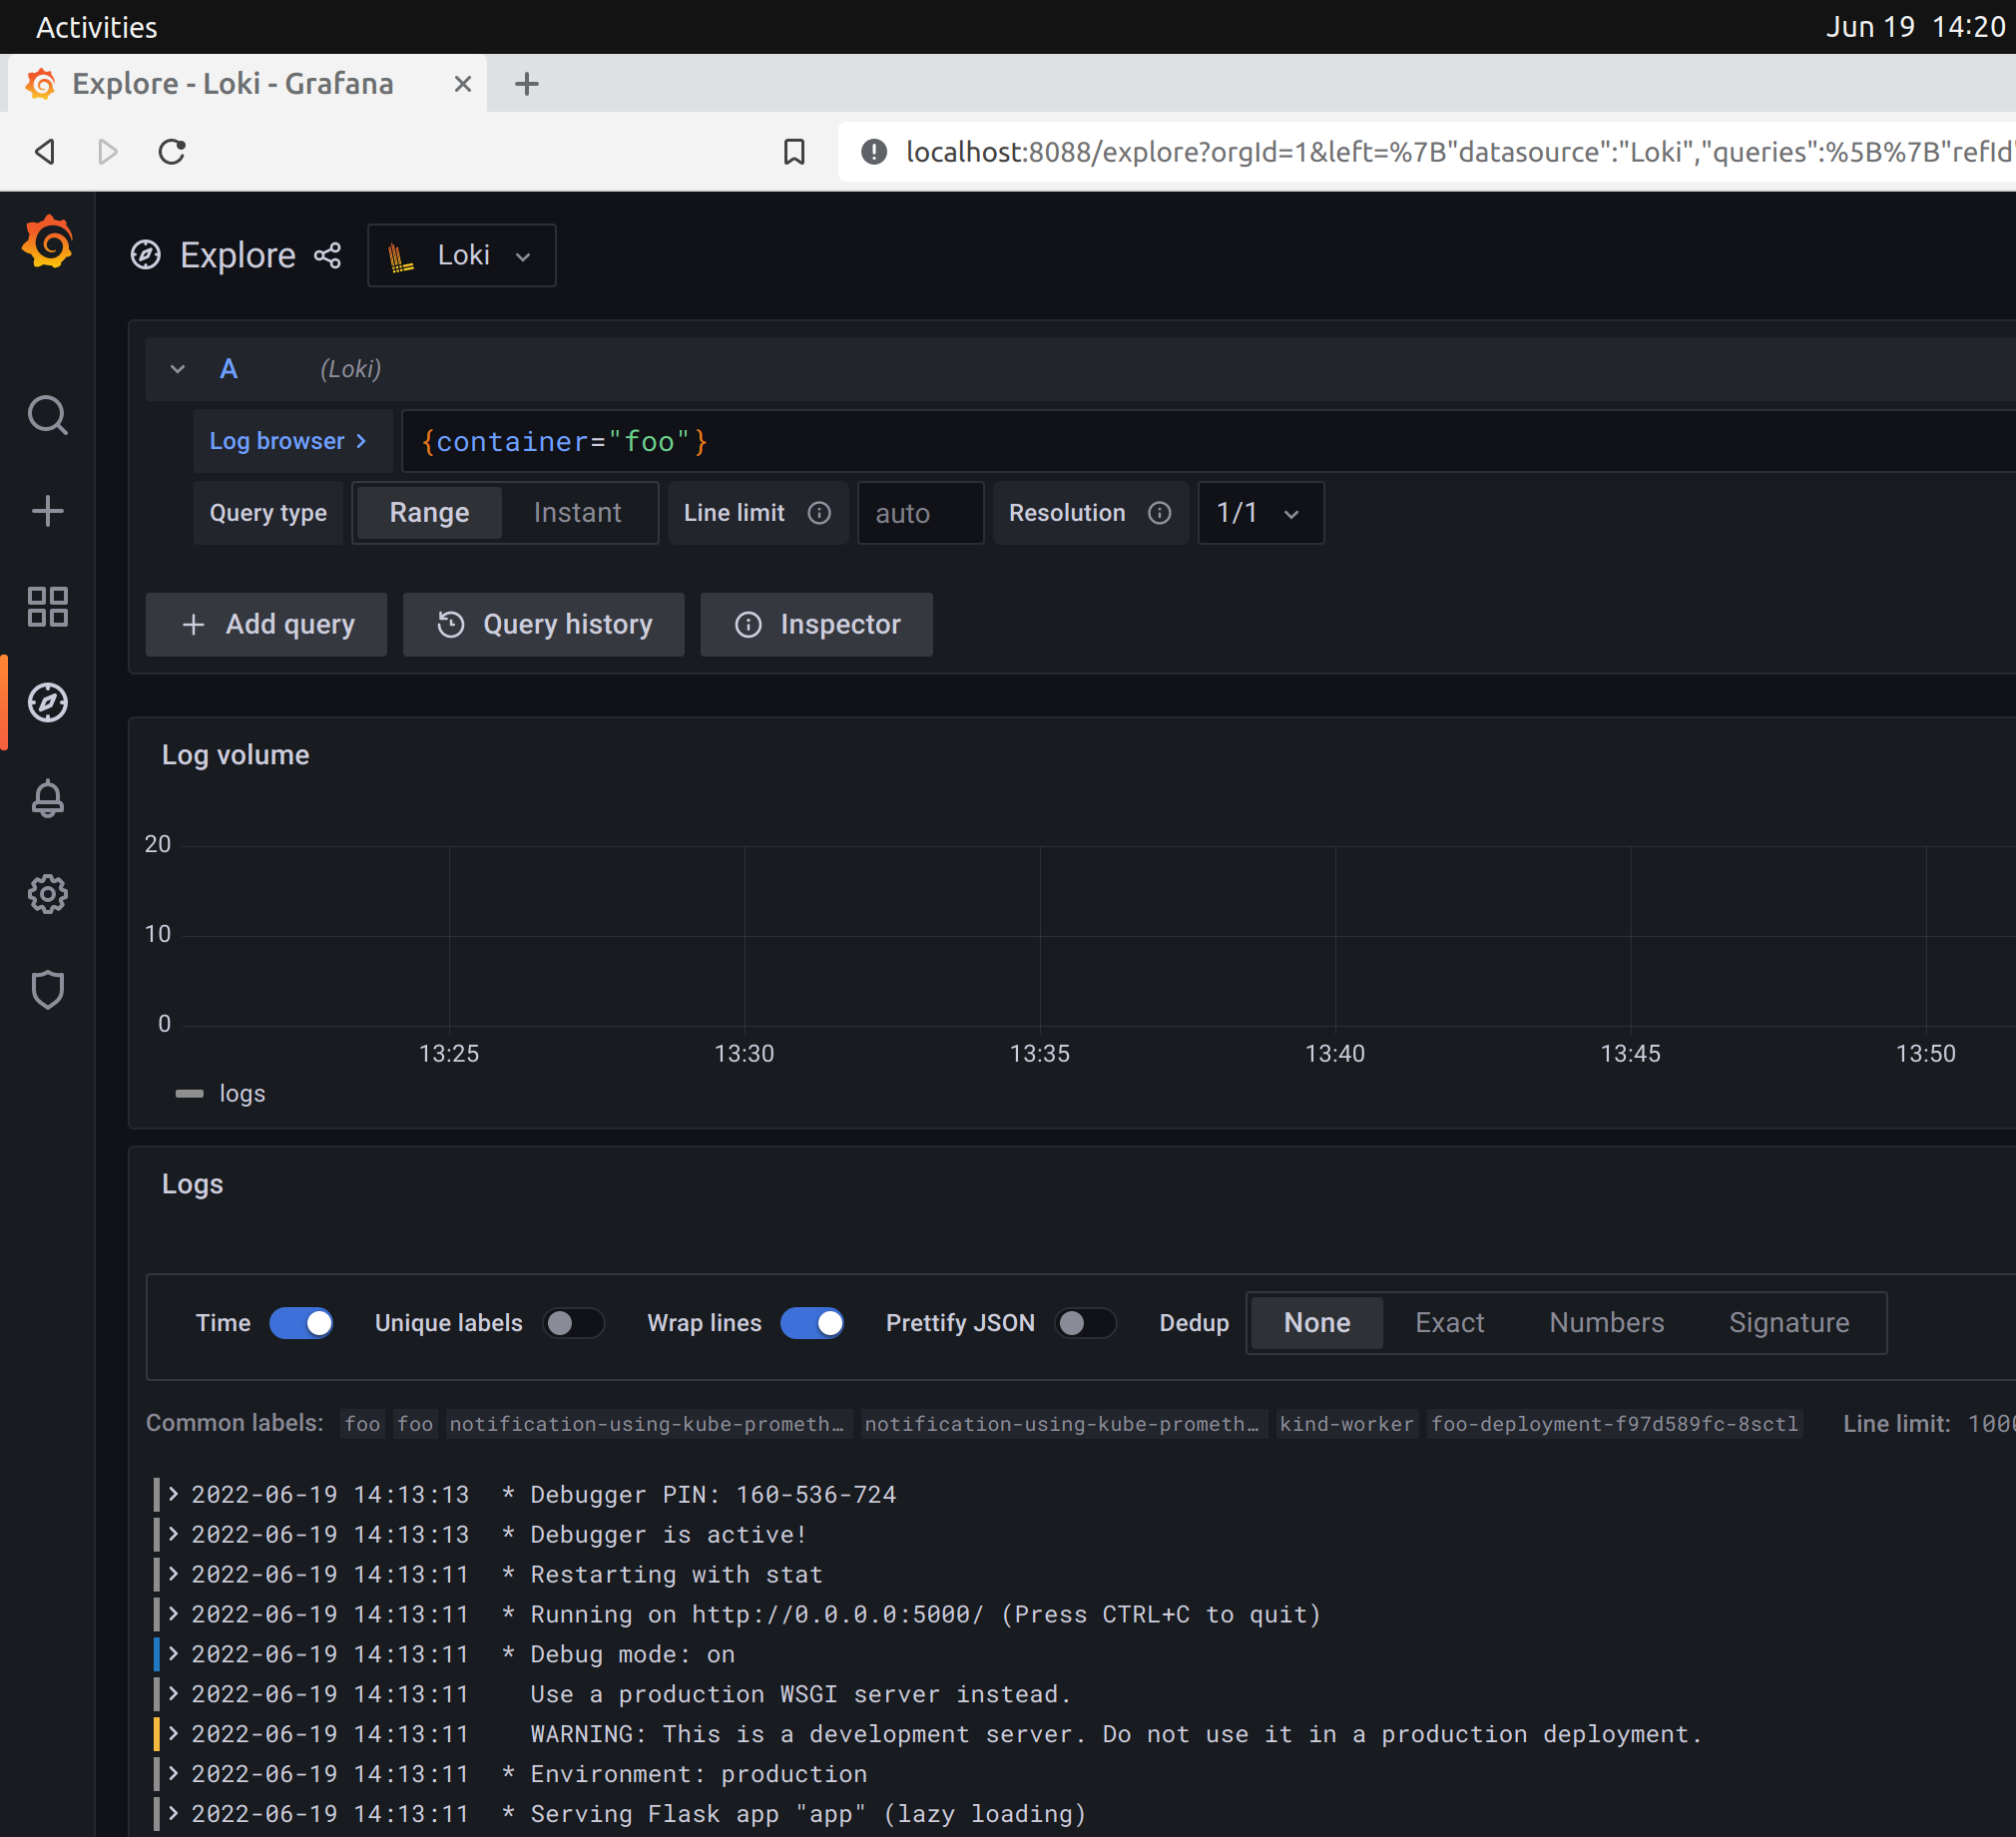 Activities
Jun 19 14:20
Explore - Loki - Grafana
localhost:8088/explore?orgId=1&left=%7B"datasource":"Loki","queries":%5B%7B"refId"
Explore Loki
A (Loki)
Log browser {container="foo"}
Query type Range Instant Line limit auto Resolution 1/1
Add query Query history Inspector
Log volume
20
10
0
13:25 13:30 13:35 13:40 13:45 13:50
logs
Logs
Time Unique labels Wrap lines Prettify JSON Dedup None Exact Numbers Signature
Common labels: foo foo notification-using-kube-prometh… notification-using-kube-prometh… kind-worker foo-deployment-f97d589fc-8sctl Line limit:
2022-06-19 14:13:13 * Debugger PIN: 160-536-724
2022-06-19 14:13:13 * Debugger is active!
2022-06-19 14:13:11 * Restarting with stat
2022-06-19 14:13:11 * Running on http://0.0.0.0:5000/ (Press CTRL+C to quit)
2022-06-19 14:13:11 * Debug mode: on
2022-06-19 14:13:11 Use a production WSGI server instead.
2022-06-19 14:13:11 WARNING: This is a development server. Do not use it in a production deployment.
2022-06-19 14:13:11 * Environment: production
2022-06-19 14:13:11 * Serving Flask app "app" (lazy loading)